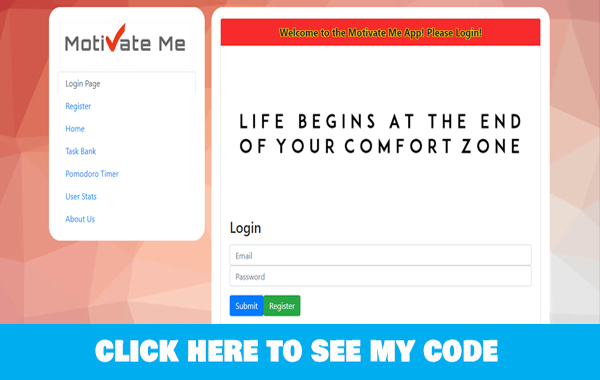 Motivate Me
Login Page
Register
Home
Task Bank
Pomodoro Timer
User Stats
About Us
Welcome to the Motivate Me App! Please Login!
LIFE BEGINS AT THE END
OF YOUR COMFORT ZONE
Login
Email
Password
Submit Register
CLICK HERE TO SEE MY CODE